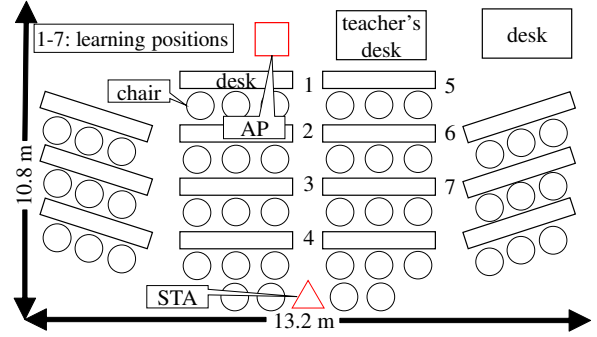 1-7: learning positions
teacher's
desk
desk
desk
1
5
chair
AP
2
6
3
7
4
STA
10.8 m
13.2 m